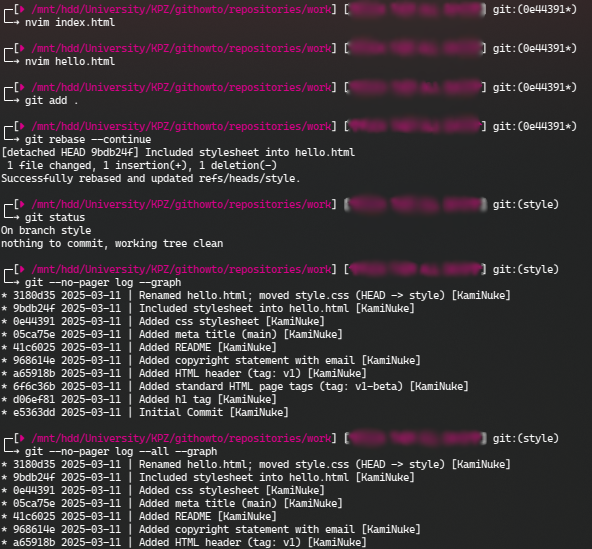 ┌─[❥ /mnt/hdd/University/KPZ/githowto/repositories/work] [ ] git:(0e44391*)
└─→ nvim index.html
┌─[❥ /mnt/hdd/University/KPZ/githowto/repositories/work] [ ] git:(0e44391*)
└─→ nvim hello.html
┌─[❥ /mnt/hdd/University/KPZ/githowto/repositories/work] [ ] git:(0e44391*)
└─→ git add .
┌─[❥ /mnt/hdd/University/KPZ/githowto/repositories/work] [ ] git:(0e44391*)
└─→ git rebase --continue
[detached HEAD 9bdb24f] Included stylesheet into hello.html
1 file changed, 1 insertion(+), 1 deletion(-)
Successfully rebased and updated refs/heads/style.
┌─[❥ /mnt/hdd/University/KPZ/githowto/repositories/work] [ ] git:(style)
└─→ git status
On branch style
nothing to commit, working tree clean
┌─[❥ /mnt/hdd/University/KPZ/githowto/repositories/work] [ ] git:(style)
└─→ git --no-pager log --graph
* 3180d35 2025-03-11 | Renamed hello.html; moved style.css (HEAD -> style) [KamiNuke]
* 9bdb24f 2025-03-11 | Included stylesheet into hello.html [KamiNuke]
* 0e44391 2025-03-11 | Added css stylesheet [KamiNuke]
* 05ca75e 2025-03-11 | Added meta title (main) [KamiNuke]
* 41c6025 2025-03-11 | Added README [KamiNuke]
* 968614e 2025-03-11 | Added copyright statement with email [KamiNuke]
* a65918b 2025-03-11 | Added HTML header (tag: v1) [KamiNuke]
* 6f6c36b 2025-03-11 | Added standard HTML page tags (tag: v1-beta) [KamiNuke]
* d06ef81 2025-03-11 | Added h1 tag [KamiNuke]
* e5363dd 2025-03-11 | Initial Commit [KamiNuke]
┌─[❥ /mnt/hdd/University/KPZ/githowto/repositories/work] [ ] git:(style)
└─→ git --no-pager log --all --graph
* 3180d35 2025-03-11 | Renamed hello.html; moved style.css (HEAD -> style) [KamiNuke]
* 9bdb24f 2025-03-11 | Included stylesheet into hello.html [KamiNuke]
* 0e44391 2025-03-11 | Added css stylesheet [KamiNuke]
* 05ca75e 2025-03-11 | Added meta title (main) [KamiNuke]
* 41c6025 2025-03-11 | Added README [KamiNuke]
* 968614e 2025-03-11 | Added copyright statement with email [KamiNuke]
* a65918b 2025-03-11 | Added HTML header (tag: v1) [KamiNuke]